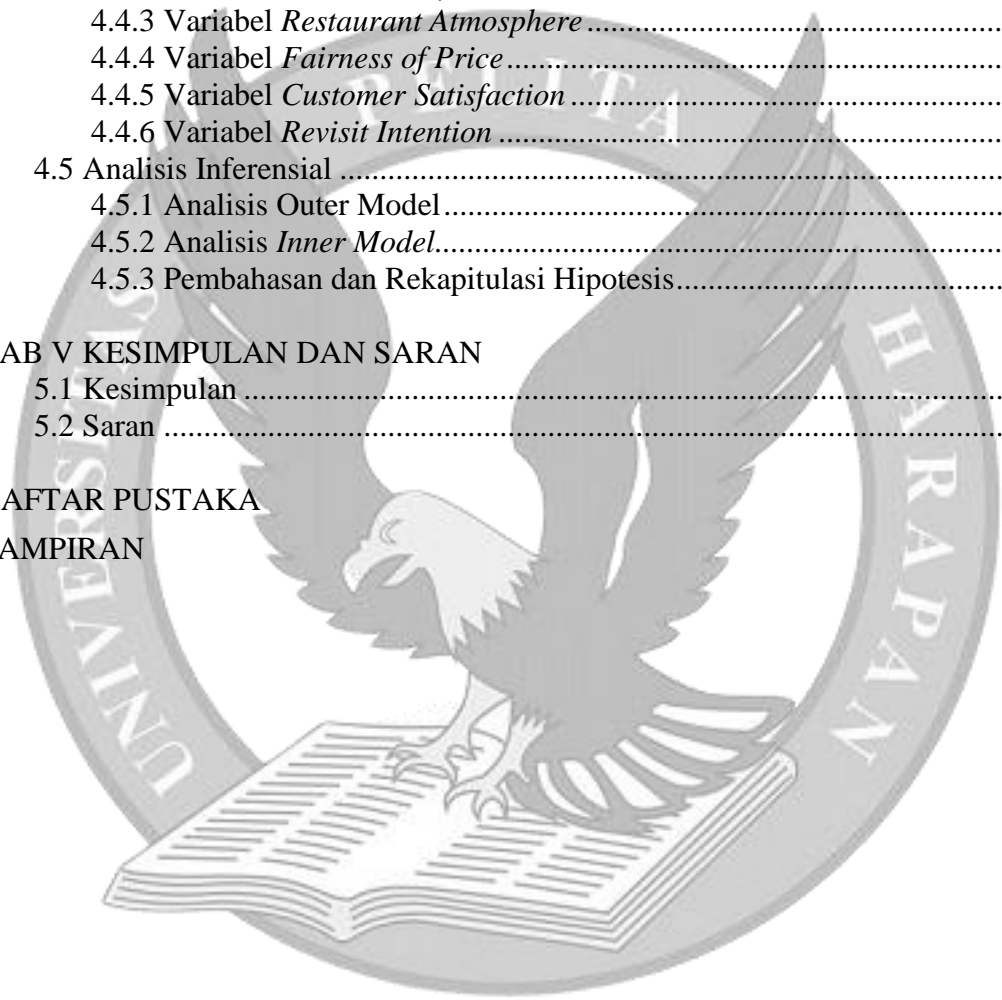 4.4.3 Variabel Restaurant Atmosphere ........................................................
4.4.4 Variabel Fairness of Price ..................................................................
4.4.5 Variabel Customer Satisfaction ..........................................................
4.4.6 Variabel Revisit Intention ...................................................................
4.5 Analisis Inferensial .....................................................................................
4.5.1 Analisis Outer Model ..........................................................................
4.5.2 Analisis Inner Model ...........................................................................
4.5.3 Pembahasan dan Rekapitulasi Hipotesis .............................................
AB V KESIMPULAN DAN SARAN
5.1 Kesimpulan .................................................................................................
5.2 Saran ...........................................................................................................
AFTAR PUSTAKA
AMPIRAN
UNIVERSITAS PELITA HARAPAN